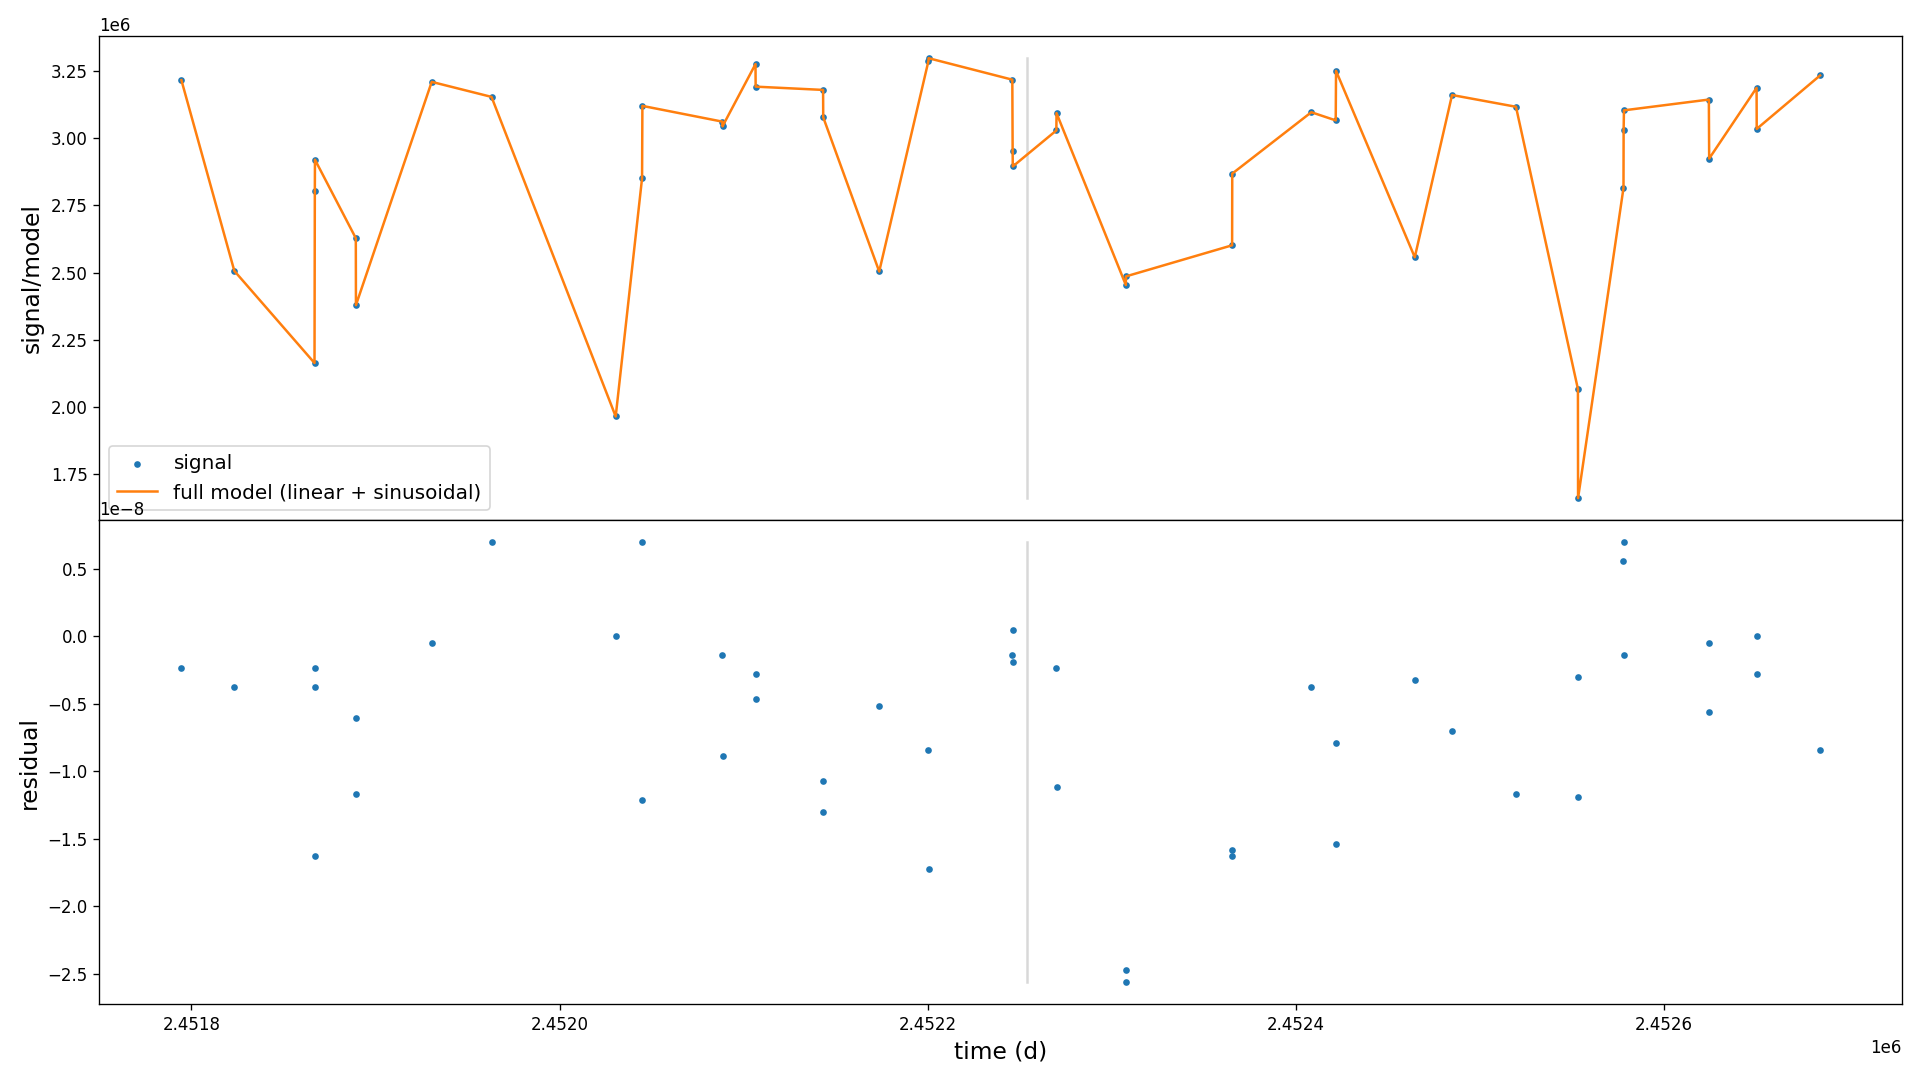 1e6
3.25
3.00
2.75
2.50
2.25
2.00
1.75
signal/model
signal
full model (linear + sinusoidal)
1e−8
0.5
0.0
−0.5
−1.0
−1.5
−2.0
−2.5
residual
2.4518 2.4520 2.4522 2.4524 2.4526
time (d)
1e6